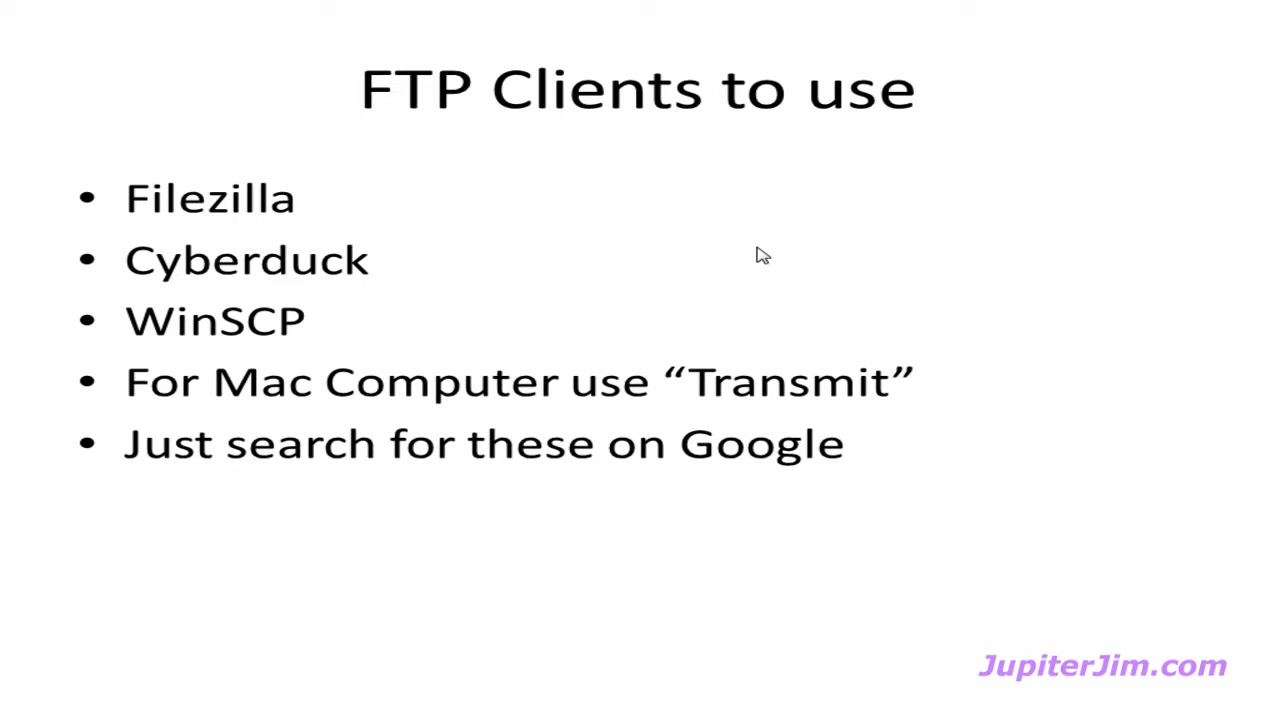 FTP Clients to use
• Filezilla
• Cyberduck
• WinSCP
• For Mac Computer use “Transmit”
• Just search for these on Google
JupiterJim.com